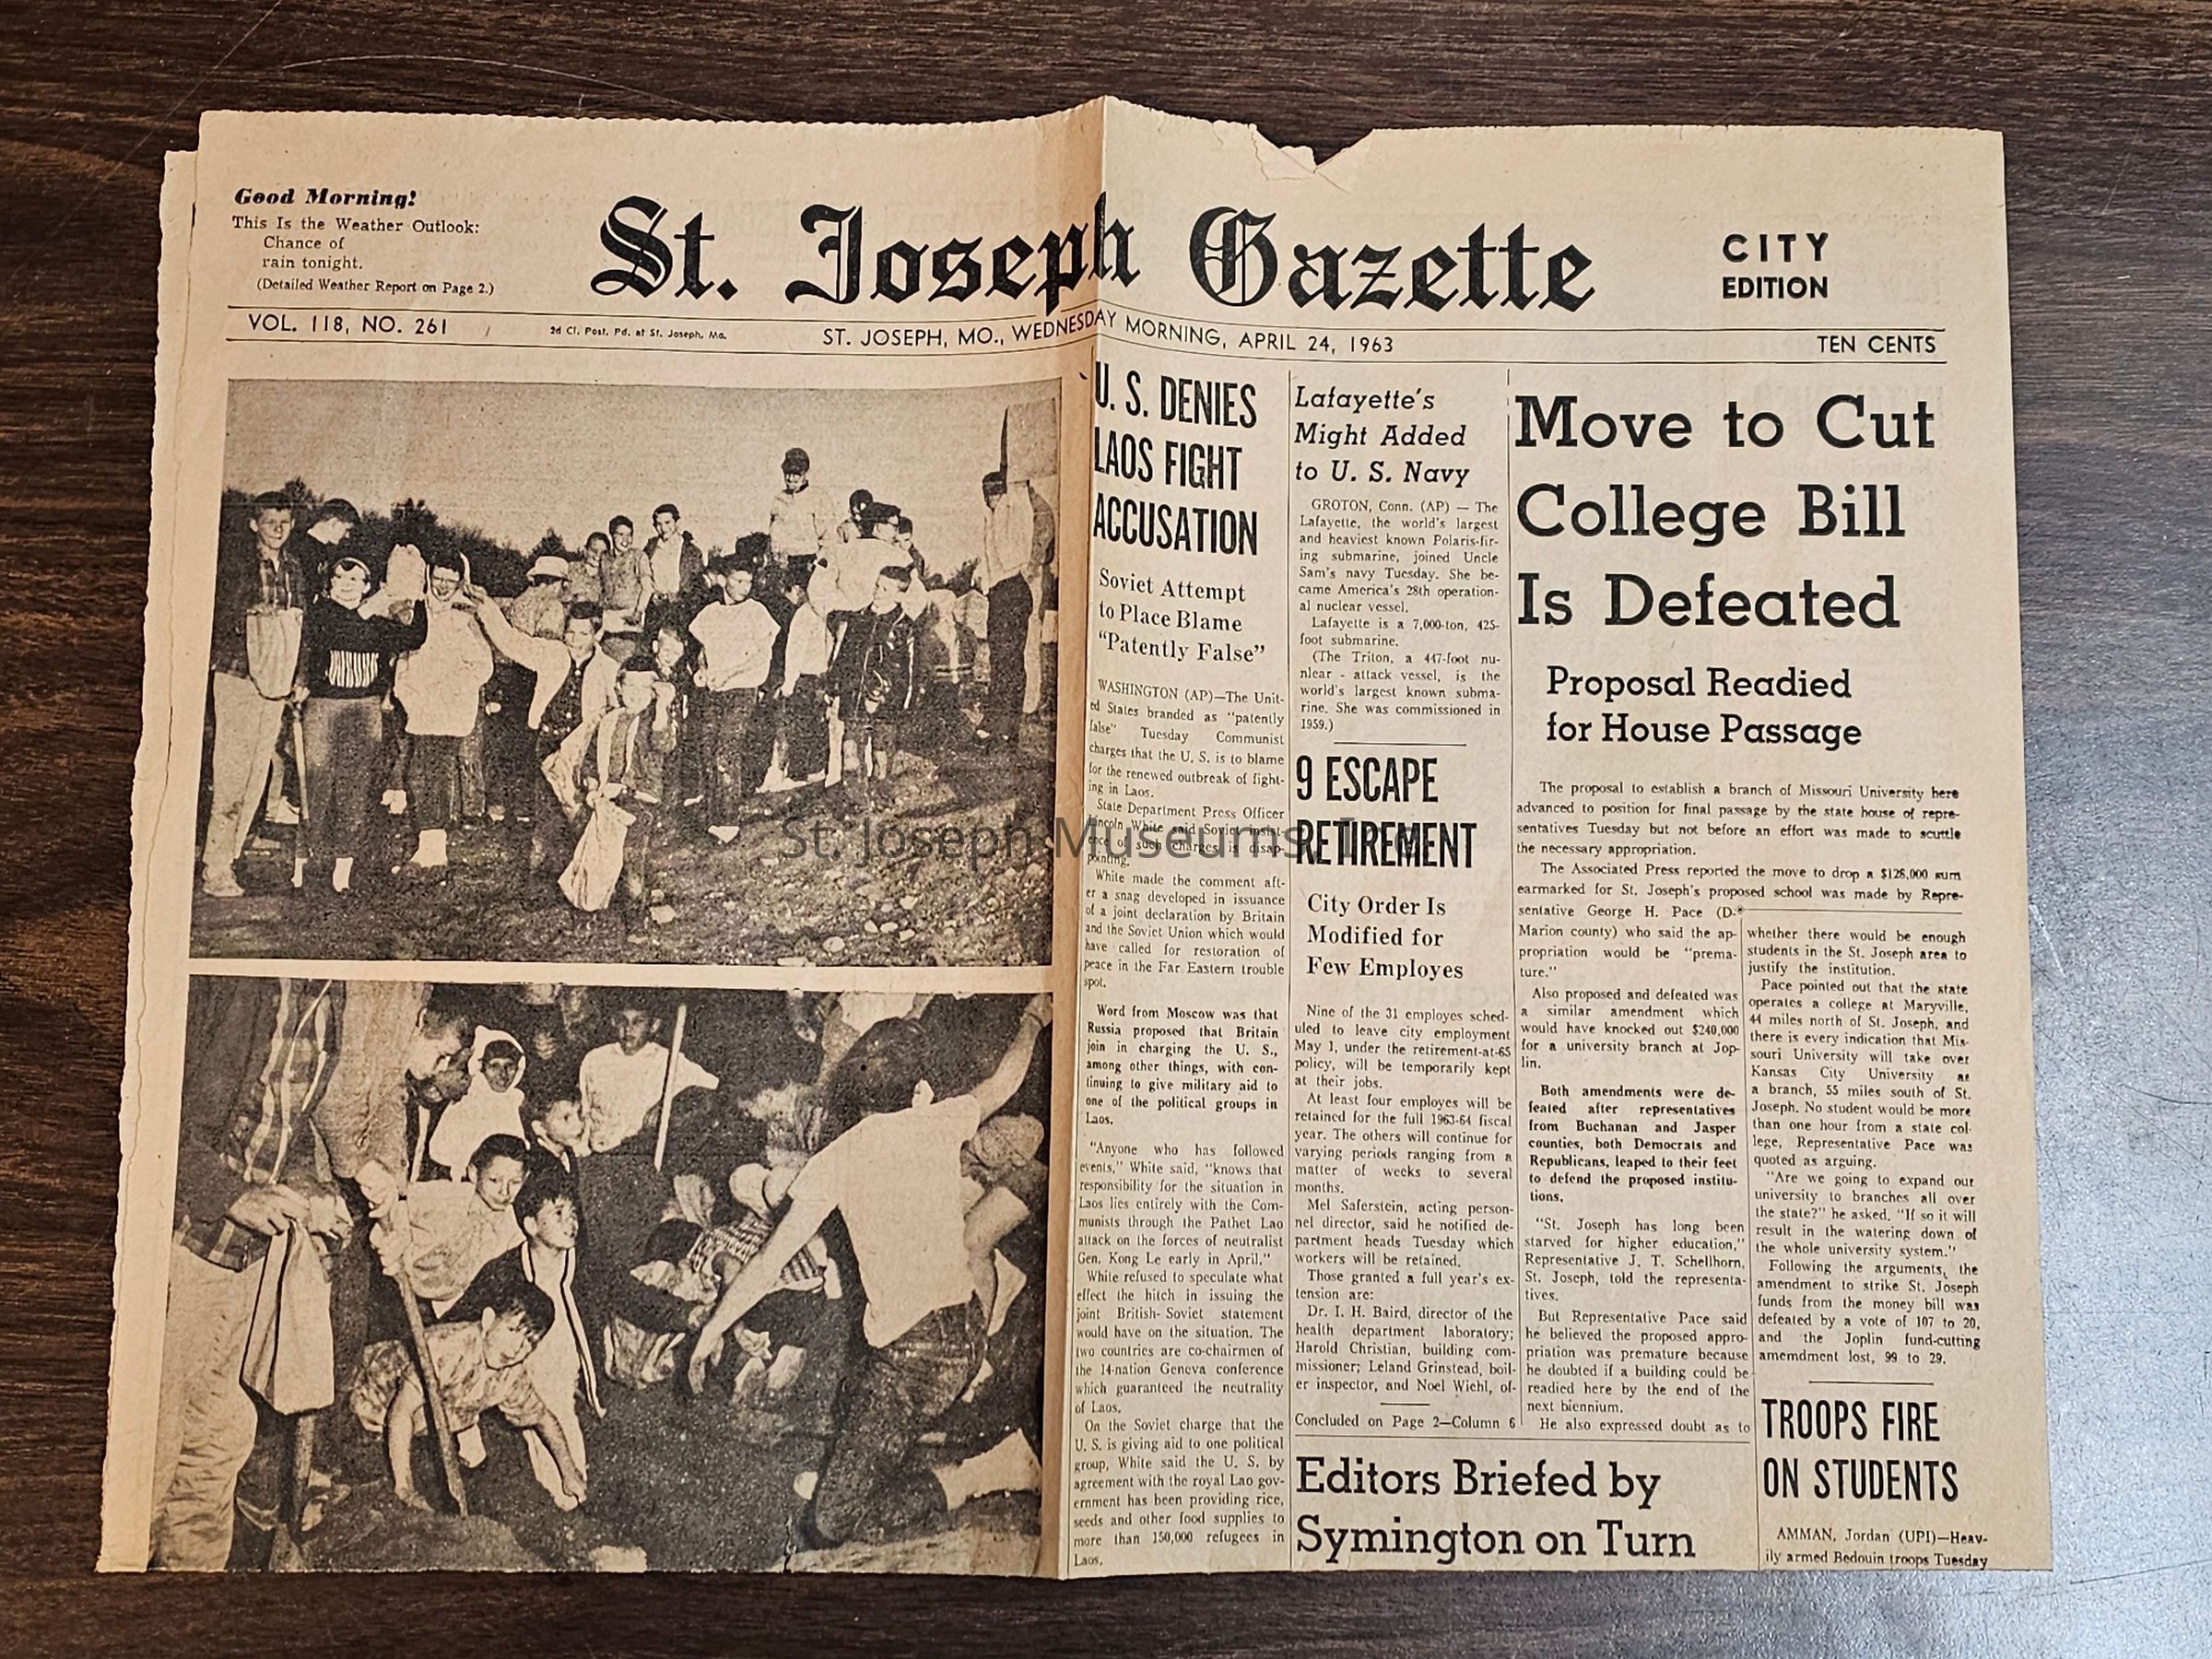 Good Morning!
This Is the Weather Outlook:
Chance of
rain tonight.
(Detailed Weather Report on Page 2.)
St. Joseph Gazette
CITY
EDITION
VOL. 118, NO. 261
2d Cl. Post. Pd. at St. Joseph, Mo.
ST. JOSEPH, MO., WEDNESDAY MORNING, APRIL 24, 1963
TEN CENTS
U. S. DENIES
LAOS FIGHT
ACCUSATION
Soviet Attempt
to Place Blame
"Patently False"
WASHINGTON (AP)—The Unit-
ed States branded as "patently
false" Tuesday Communist
charges that the U. S. is to blame
for the renewed outbreak of fight-
ing in Laos.
State Department Press Officer
Lincoln White said Soviet
of such charges is disap-
pointing.
White made the comment aft-
er a snag developed in issuance
of a joint declaration by Britain
and the Soviet Union which would
have called for restoration of
peace in the Far Eastern trouble
spot.
Word from Moscow was that
Russia proposed that Britain
join in charging the U. S.,
among other things, with con-
tinuing to give military aid to
one of the political groups in
Laos.
"Anyone who has followed
events," White said, "knows that
responsibility for the situation in
Laos lies entirely with the Com-
munists through the Pathet Lao
attack on the forces of neutralist
Gen. Kong Le early in April."
White refused to speculate what
effect the hitch in issuing the
joint British-Soviet statement
would have on the situation. The
two countries are co-chairmen of
the 14-nation Geneva conference
which guaranteed the neutrality
of Laos.
On the Soviet charge that the
U. S. is giving aid to one political
group, White said the U. S. by
agreement with the royal Lao gov-
ernment has been providing rice,
seeds and other food supplies to
more than 150,000 refugees in
Laos.
Lafayette's
Might Added
to U. S. Navy
GROTON, Conn. (AP) — The
Lafayette, the world's largest
and heaviest known Polaris-fir-
ing submarine, joined Uncle
Sam's navy Tuesday. She be-
came America's 28th operation-
al nuclear vessel.
Lafayette is a 7,000-ton, 425-
foot submarine.
(The Triton, a 447-foot nu-
nlear - attack vessel, is the
world's largest known subma-
rine. She was commissioned in
1959.)
9 ESCAPE
RETIREMENT
City Order Is
Modified for
Few Employes
Nine of the 31 employes sched-
uled to leave city employment
May 1, under the retirement-at-65
policy, will be temporarily kept
at their jobs.
At least four employes will be
retained for the full 1963-64 fiscal
year. The others will continue for
varying periods ranging from a
matter of weeks to several
months.
Mel Saferstein, acting person-
nel director, said he notified de-
partment heads Tuesday which
workers will be retained.
Those granted a full year's ex-
tension are:
Dr. I. H. Baird, director of the
health department laboratory;
Harold Christian, building com-
missioner; Leland Grinstead, boil-
er inspector, and Noel Wiehl, of-
Concluded on Page 2—Column 6
Editors Briefed by
Symington on Turn
Move to Cut
College Bill
Is Defeated
Proposal Readied
for House Passage
The proposal to establish a branch of Missouri University here
advanced to position for final passage by the state house of repre-
sentatives Tuesday but not before an effort was made to scuttle
the necessary appropriation.
The Associated Press reported the move to drop a $128,000 sum
earmarked for St. Joseph's proposed school was made by Repre-
sentative George H. Pace (D-
Marion county) who said the ap-
propriation would be "prema-
ture."
Also proposed and defeated was
a similar amendment which
would have knocked out $240,000
for a university branch at Jop-
lin.
Both amendments were de-
feated after representatives
from Buchanan and Jasper
counties, both Democrats and
Republicans, leaped to their feet
to defend the proposed institu-
tions.
"St. Joseph has long been
starved for higher education,"
Representative J. T. Schellhorn,
St. Joseph, told the representa-
tives.
But Representative Pace said
he believed the proposed appro-
priation was premature because
he doubted if a building could be
readied here by the end of the
next biennium.
He also expressed doubt as to
whether there would be enough
students in the St. Joseph area to
justify the institution.
Pace pointed out that the state
operates a college at Maryville,
44 miles north of St. Joseph, and
there is every indication that Mis-
souri University will take over
Kansas City University as
a branch, 55 miles south of St.
Joseph. No student would be more
than one hour from a state col-
lege, Representative Pace was
quoted as arguing.
"Are we going to expand our
university to branches all over
the state?" he asked. "If so it will
result in the watering down of
the whole university system."
Following the arguments, the
amendment to strike St. Joseph
funds from the money bill was
defeated by a vote of 107 to 20,
and the Joplin fund-cutting
amemdment lost, 99 to 29.
TROOPS FIRE
ON STUDENTS
AMMAN, Jordan (UPI)—Heav-
ily armed Bedouin troops Tuesday
St. Joseph Museums, Inc.